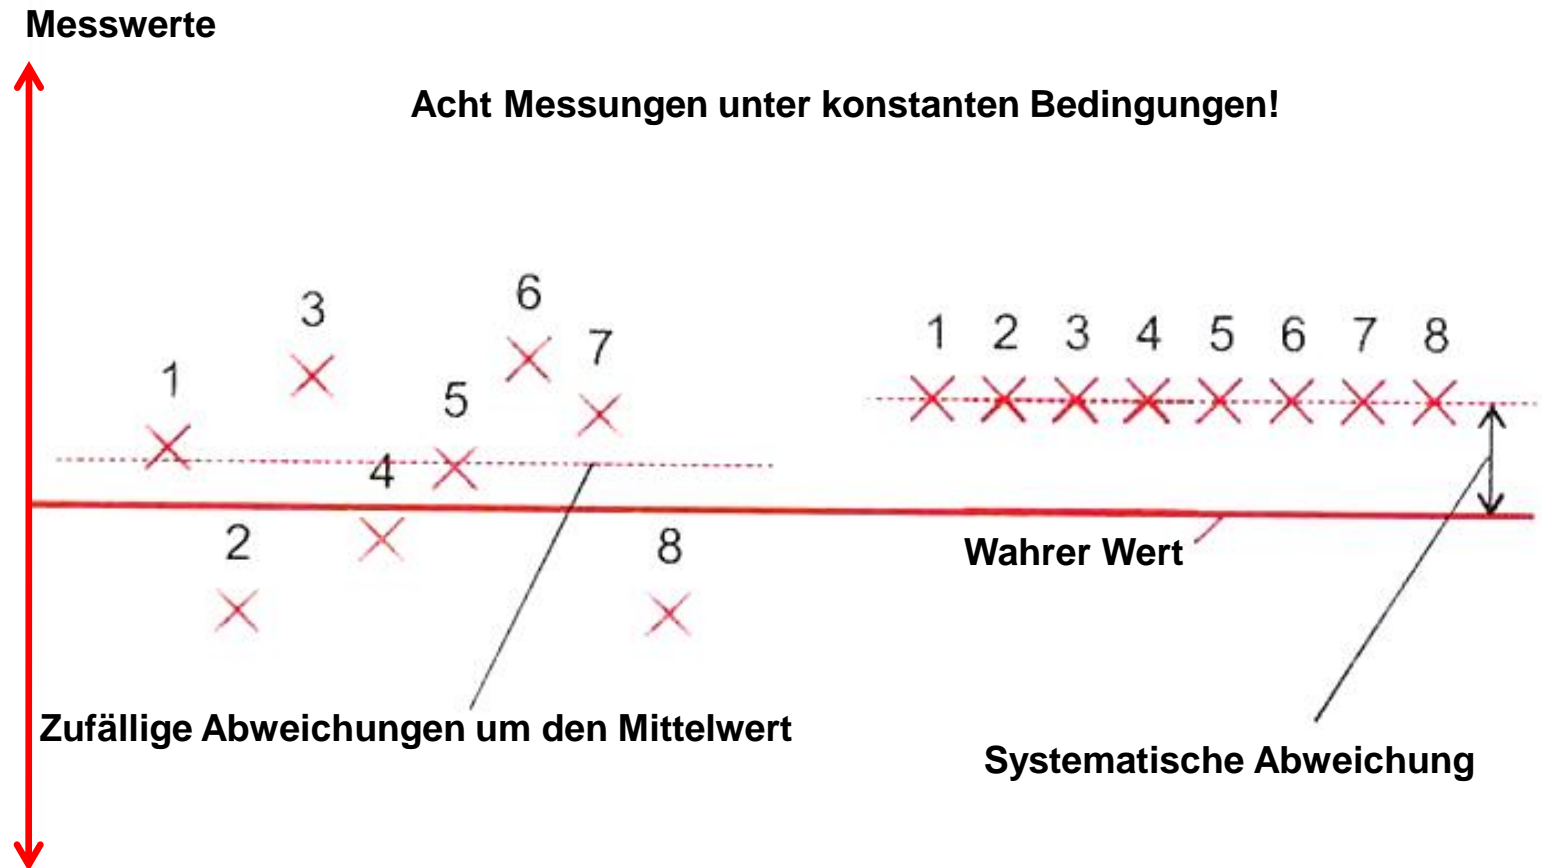 Messwerte
Acht Messungen unter konstanten Bedingungen!
1 2 3 4 5 6 7 8
1 2 3 4 5 6 7 8
Wahrer Wert
Zufällige Abweichungen um den Mittelwert
Systematische Abweichung